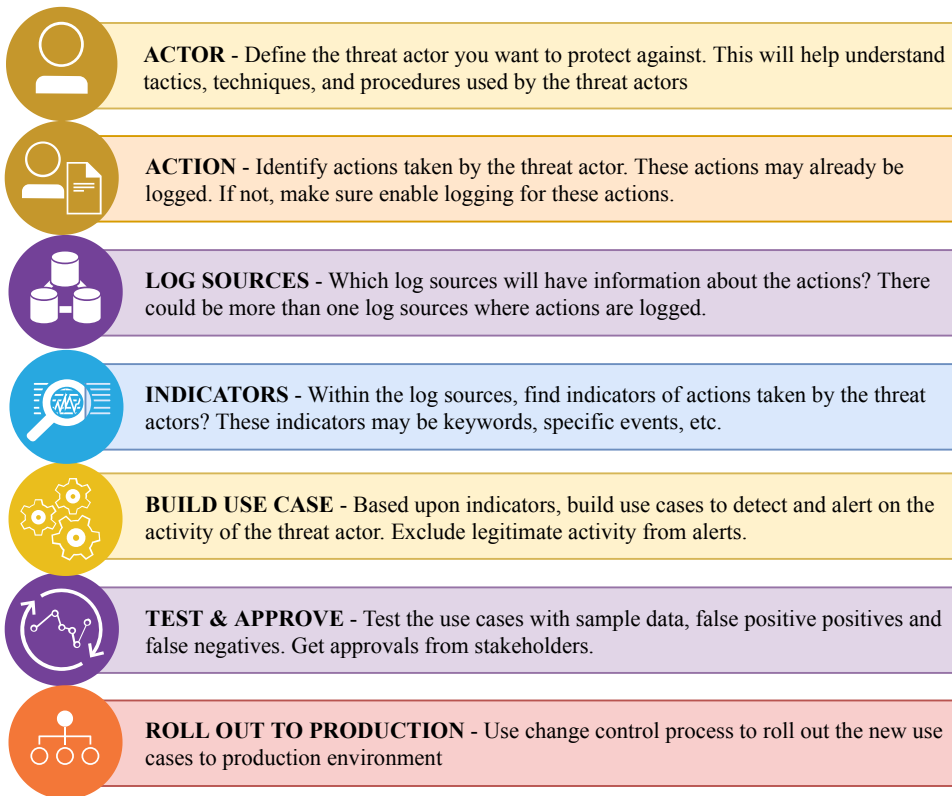 ACTOR - Define the threat actor you want to protect against. This will help understand
tactics, techniques, and procedures used by the threat actors
ACTION - Identify actions taken by the threat actor. These actions may already be
logged. If not, make sure enable logging for these actions.
LOG SOURCES - Which log sources will have information about the actions? There
could be more than one log sources where actions are logged.
INDICATORS - Within the log sources, find indicators of actions taken by the threat
actors? These indicators may be keywords, specific events, etc.
BUILD USE CASE - Based upon indicators, build use cases to detect and alert on the
activity of the threat actor. Exclude legitimate activity from alerts.
TEST & APPROVE - Test the use cases with sample data, false positive positives and
false negatives. Get approvals from stakeholders.
ROLL OUT TO PRODUCTION - Use change control process to roll out the new use
cases to production environment